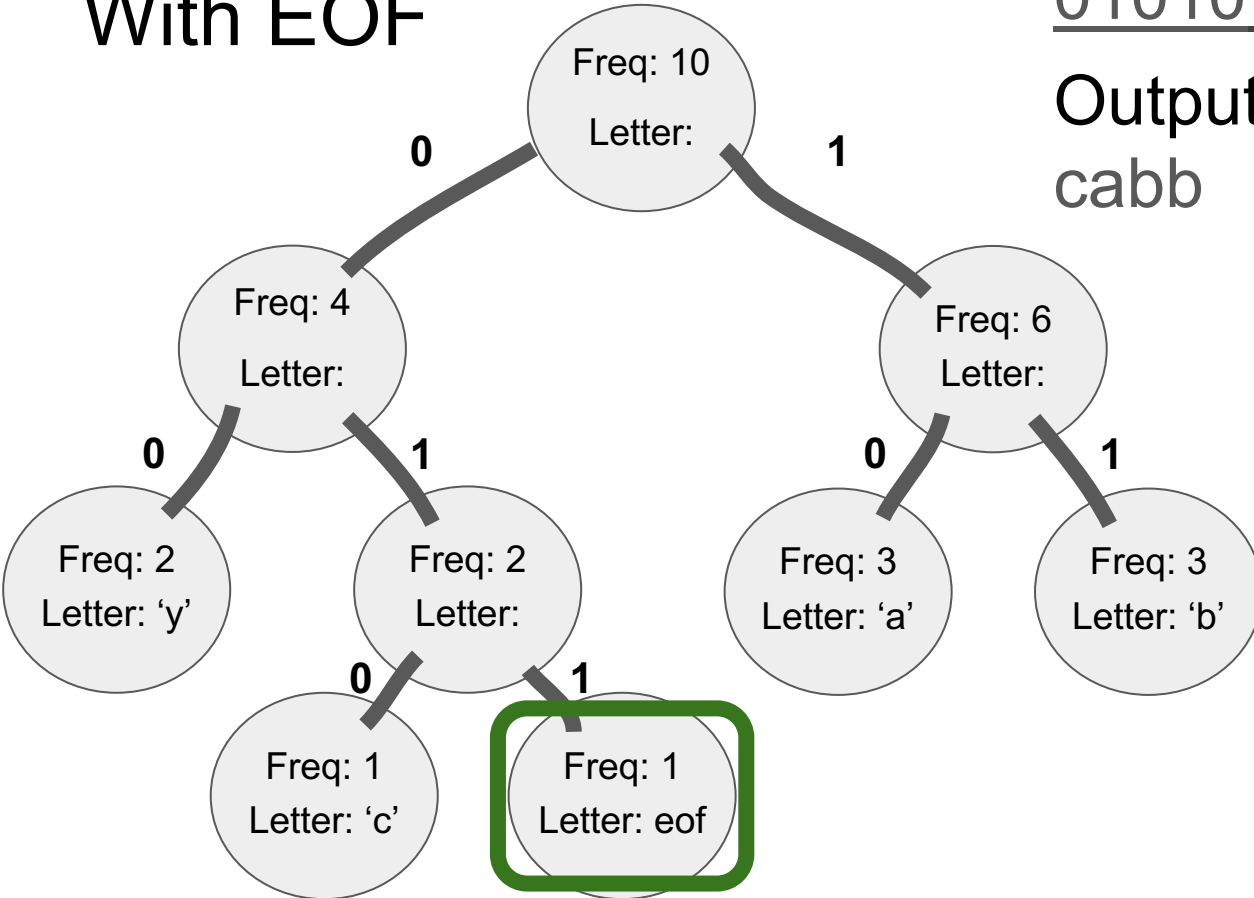 With EOF
01010
Output
cabb
Freq: 10
Letter:
0
1
Freq: 4
Letter:
Freq: 6
Letter:
0
1
0
1
Freq: 2
Letter: ‘y’
Freq: 2
Letter:
Freq: 3
Letter: ‘a’
Freq: 3
Letter: ‘b’
0
1
Freq: 1
Letter: ‘c’
Freq: 1
Letter: eof